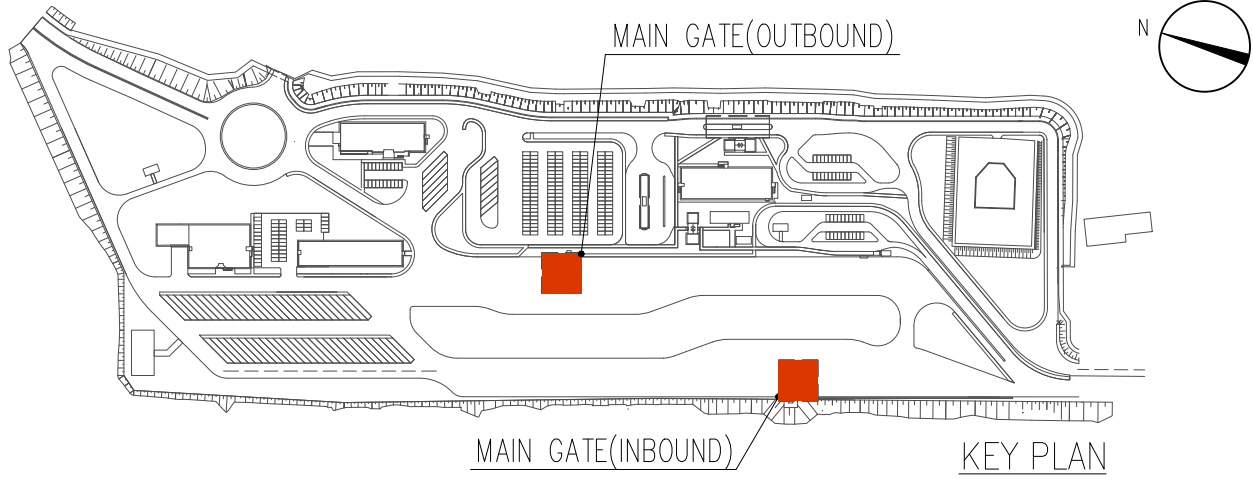 MAIN GATE(OUTBOUND)
N
MAIN GATE(INBOUND)
KEY PLAN